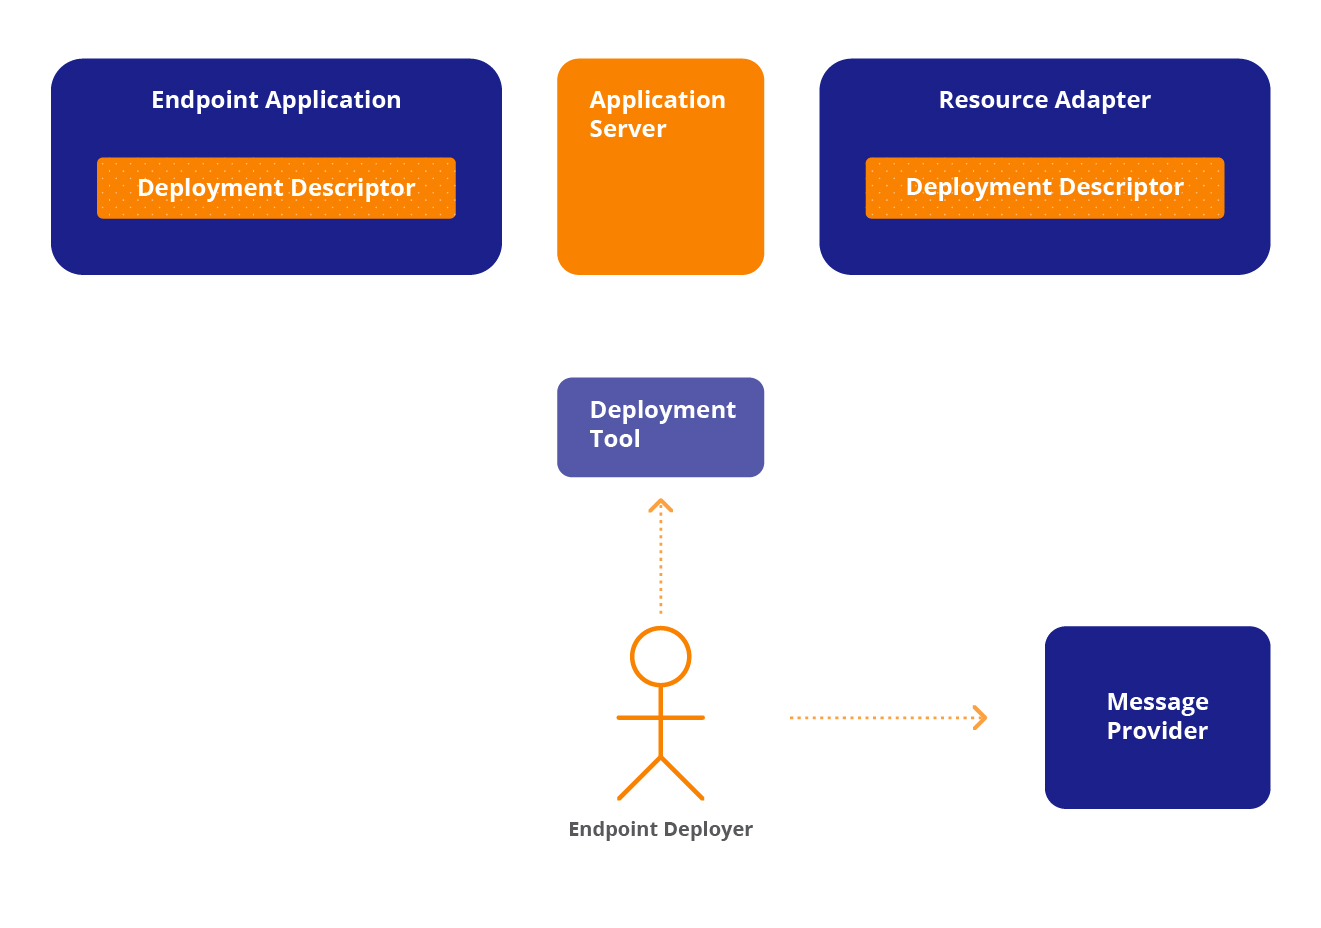 Endpoint Application
Deployment Descriptor
Application
Server
Resource Adapter
Deployment Descriptor
Deployment
Tool
Endpoint Deployer
Message
Provider